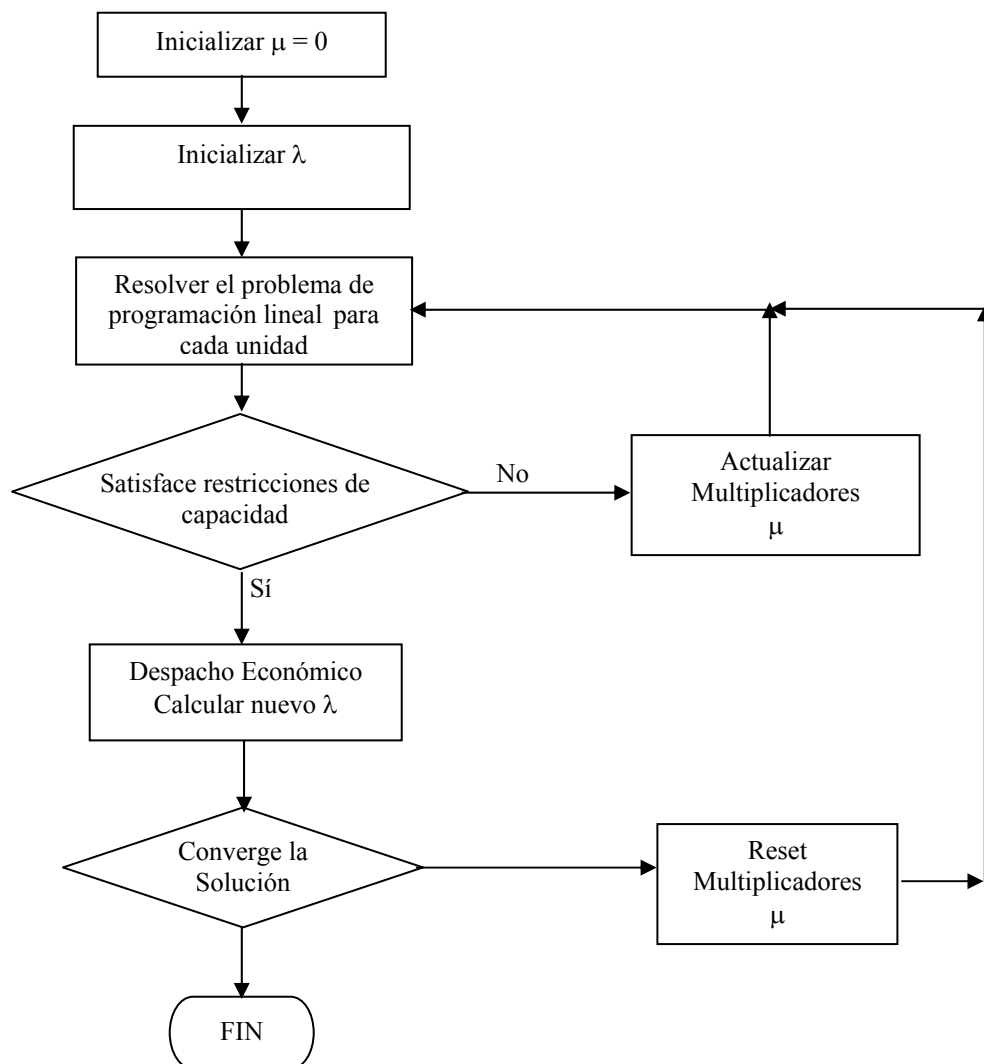 Inicializar μ = 0
Inicializar λ
Resolver el problema de
programación lineal para
cada unidad
Satisface restricciones de
capacidad
No
Actualizar
Multiplicadores
μ
Sí
Despacho Económico
Calcular nuevo λ
Converge la
Solución
Reset
Multiplicadores
μ
FIN